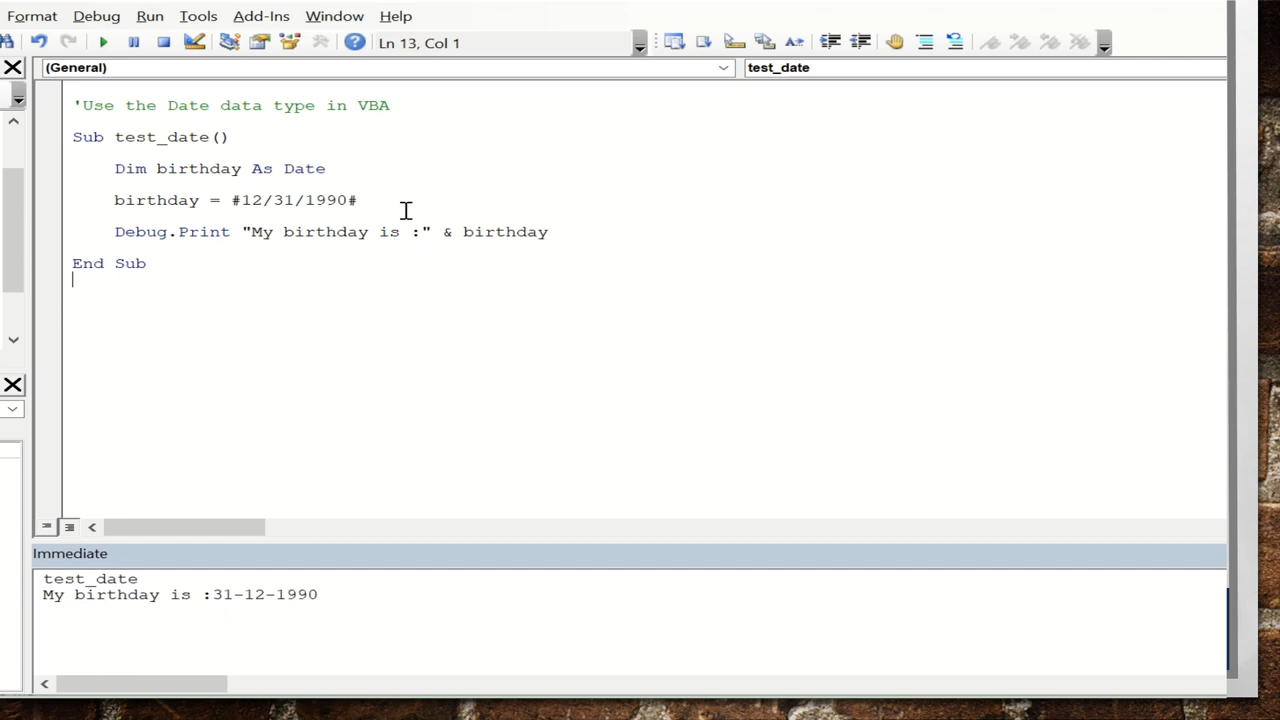 Format Debug Run Tools Add-Ins Window Help
Ln 13, Col 1
(General) test_date
'Use the Date data type in VBA
Sub test_date()
Dim birthday As Date
birthday = #12/31/1990#
Debug.Print "My birthday is :" & birthday
End Sub
Immediate
test_date
My birthday is :31-12-1990